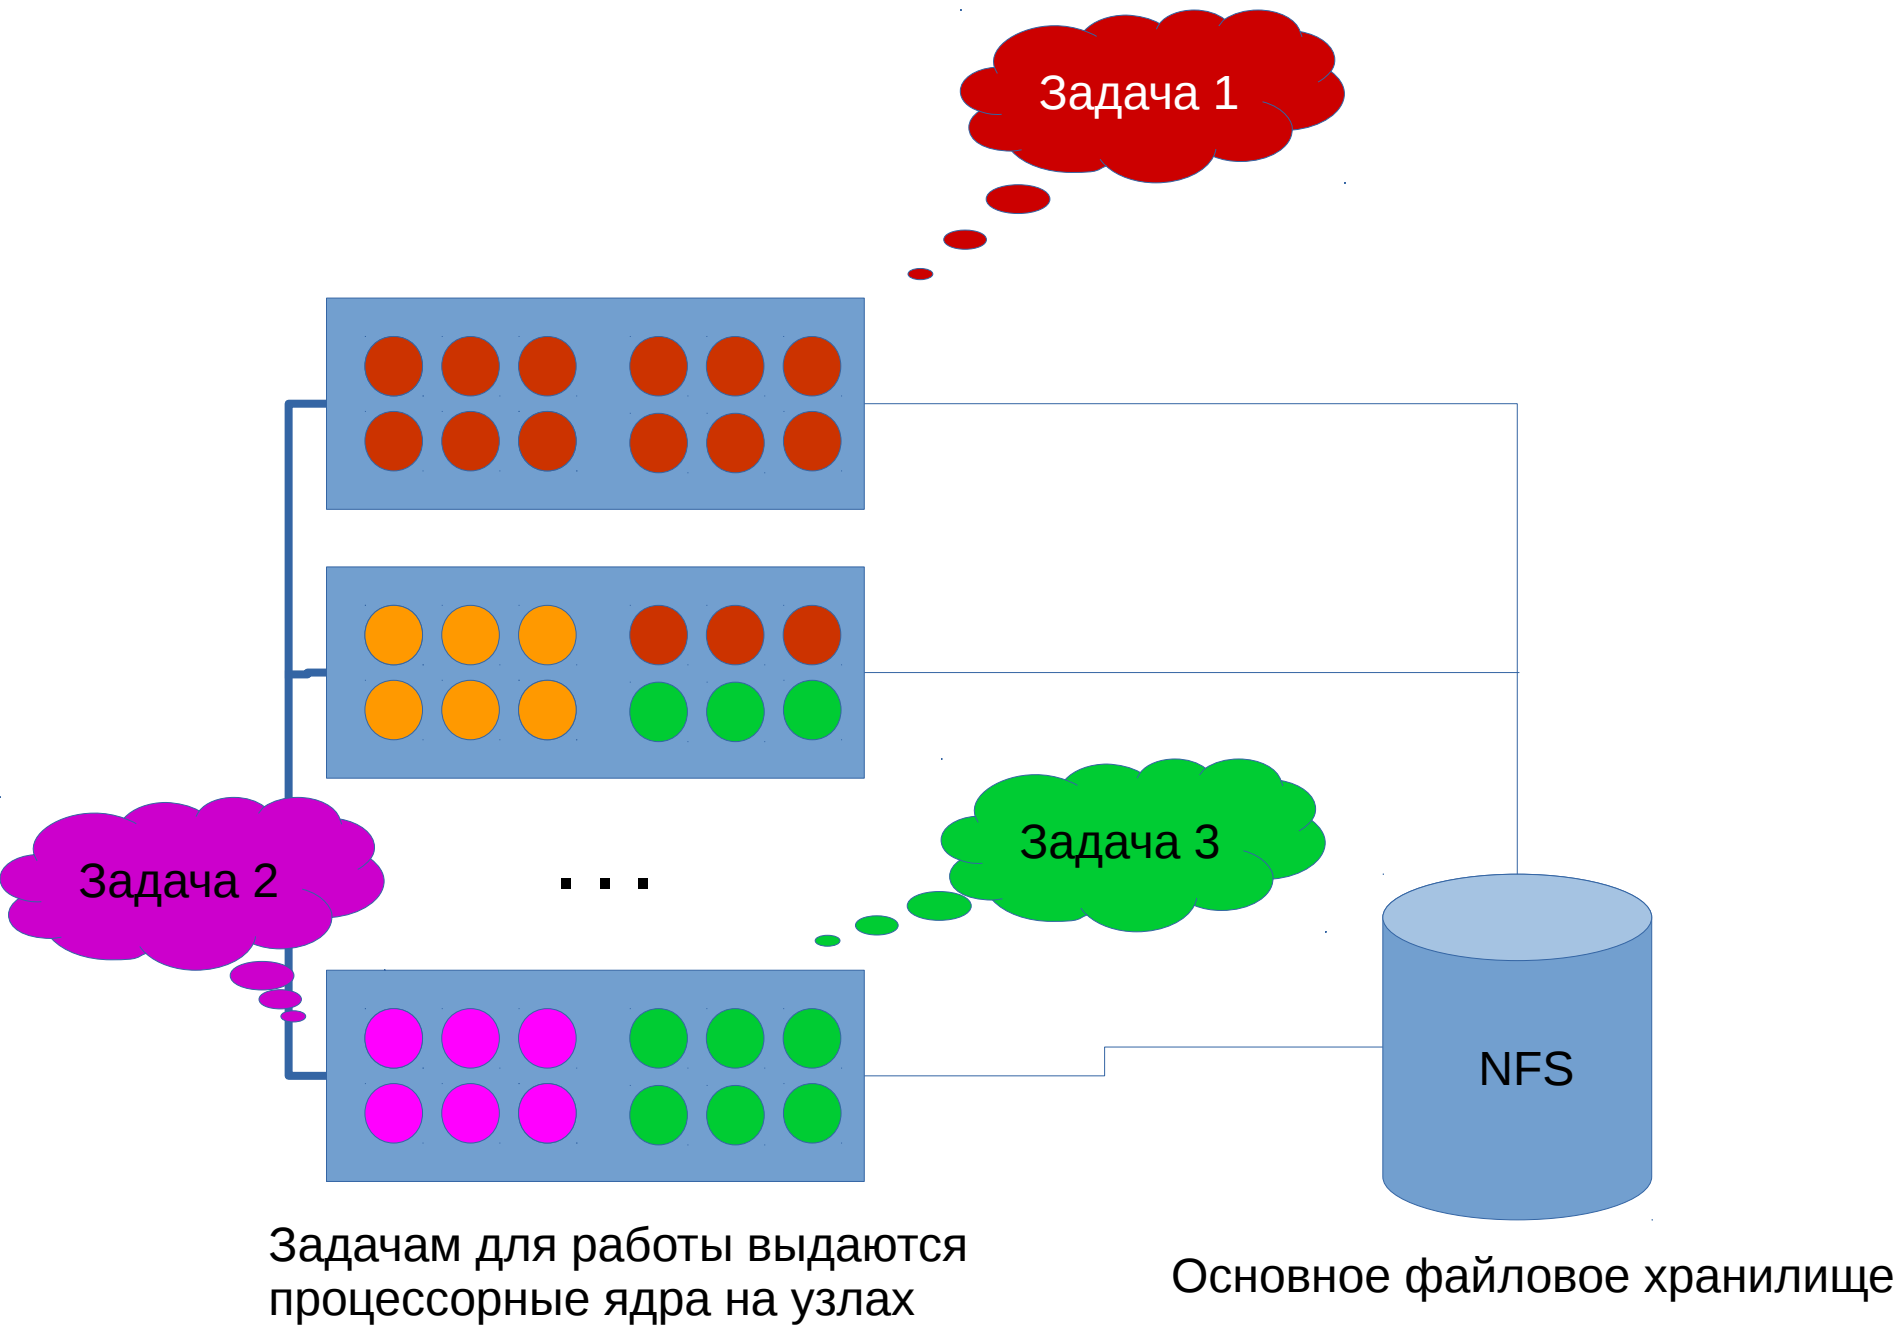 Задача 1
Задача 3
Задача 2
. . .
NFS
Задачам для работы выдаются
процессорные ядра на узлах
Основное файловое хранилище